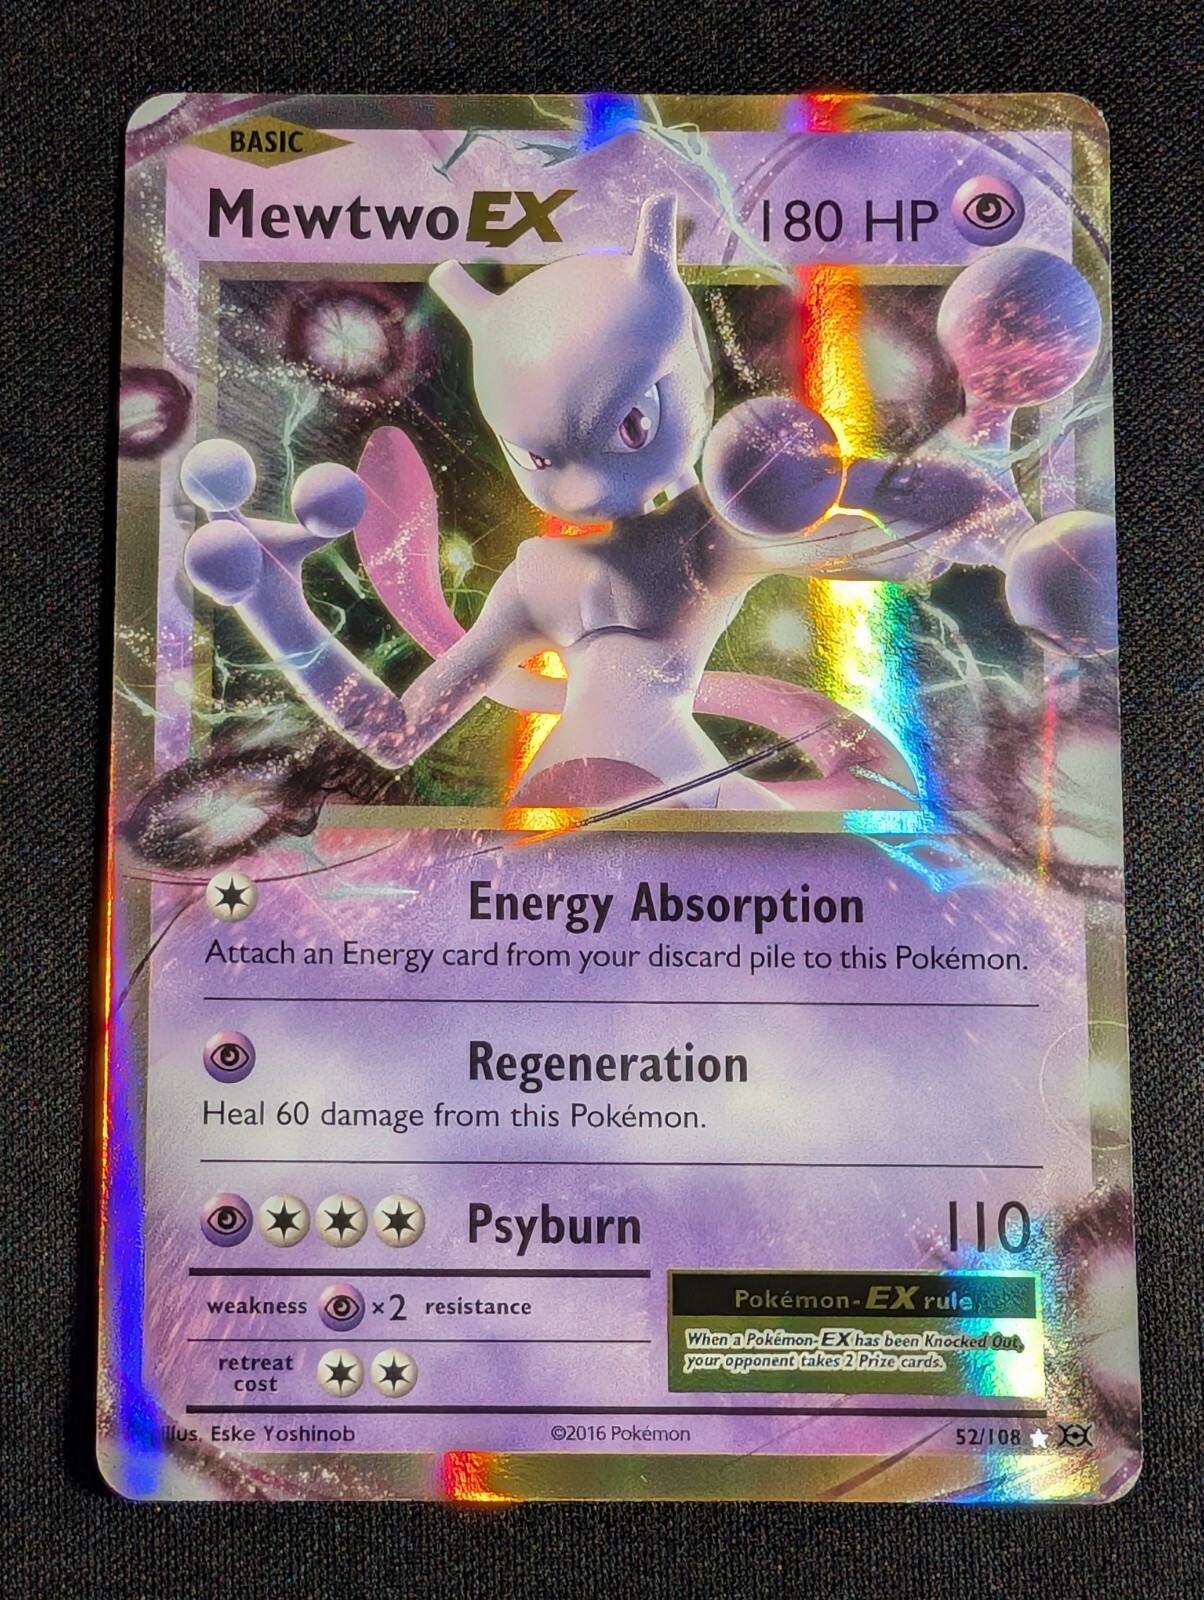 BASIC
Mewtwo EX 180 HP
Energy Absorption
Attach an Energy card from your discard pile to this Pokémon.
Regeneration
Heal 60 damage from this Pokémon.
Psyburn 110
weakness ×2 resistance
retreat cost
Pokémon-EX rule
When a Pokémon-EX has been Knocked Out,
your opponent takes 2 Prize cards.
Illus. Eske Yoshinob
©2016 Pokémon
52/108